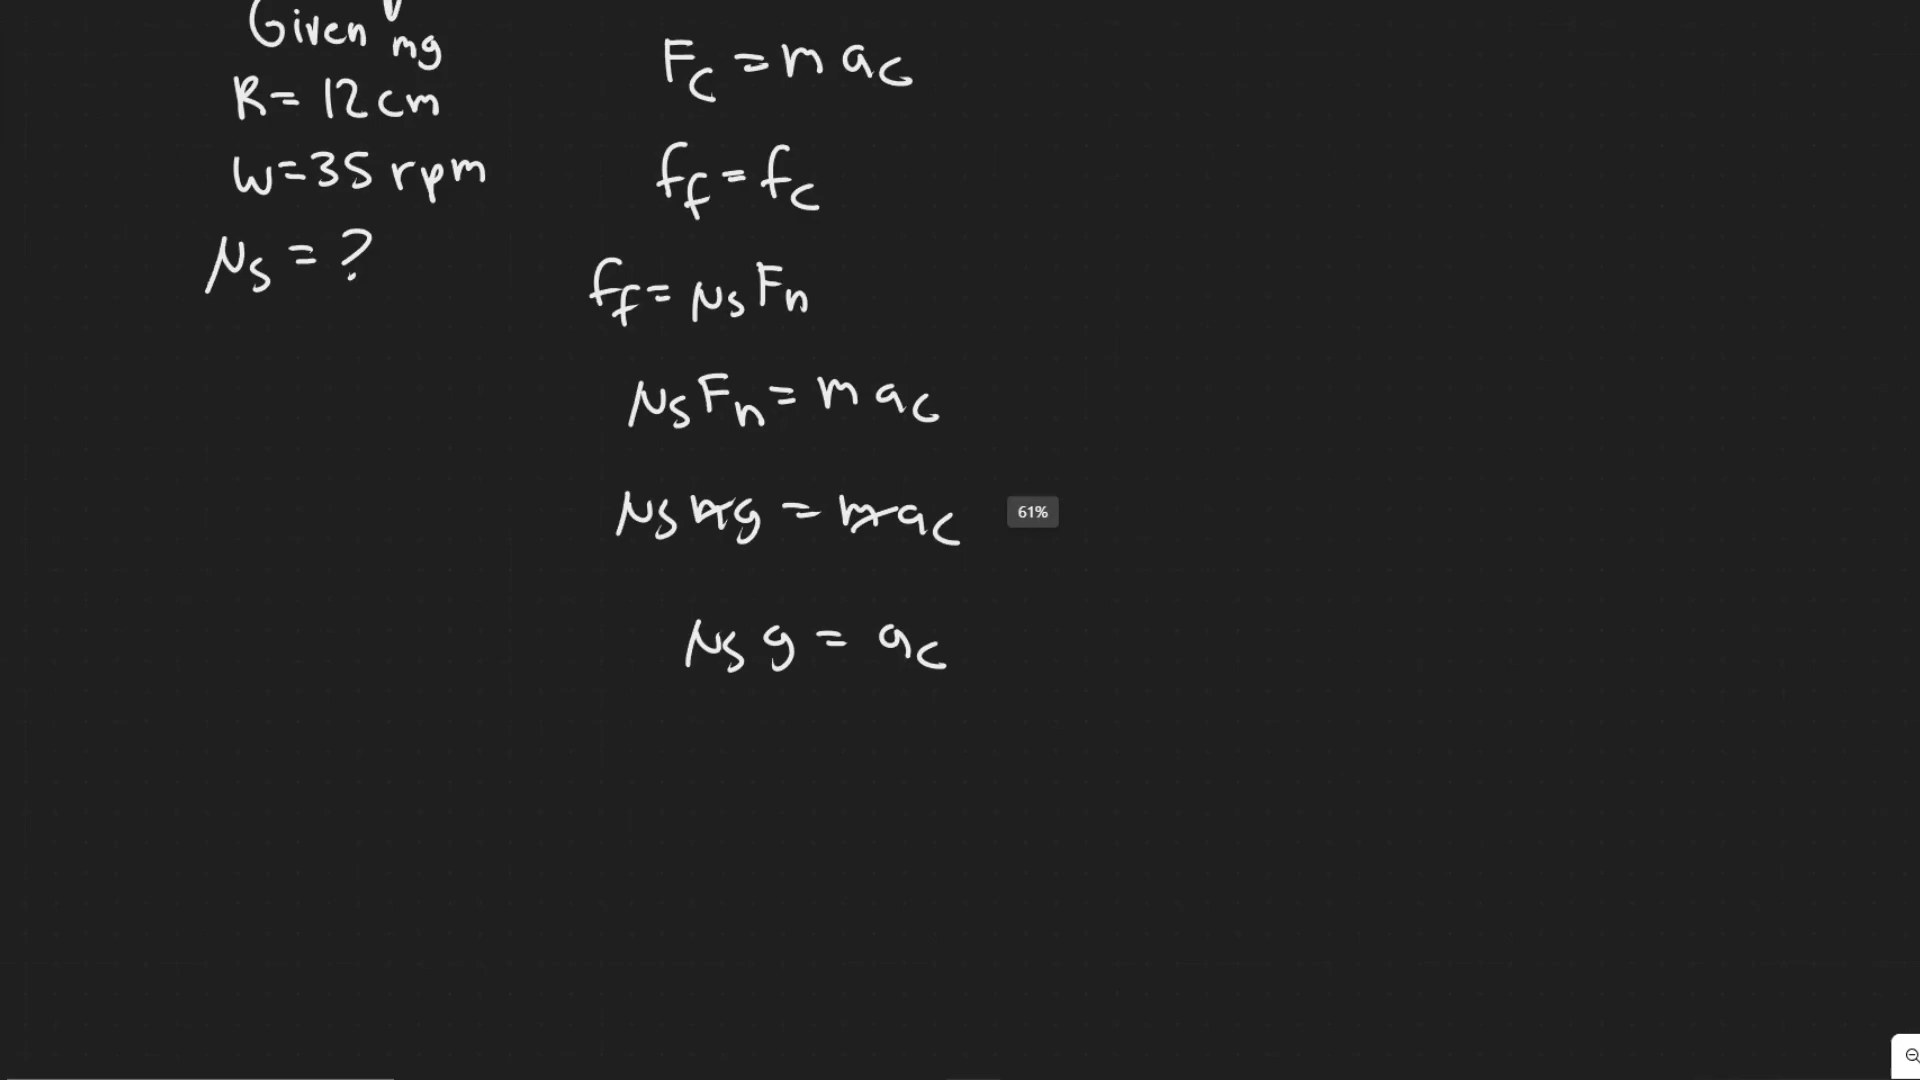 Given
mg
R = 12 cm
W = 35 rpm
μs = ?
Fc = m ac
ff = fc
ff = μs Fn
μs Fn = m ac
μs mg = m ac
61%
μs g = ac